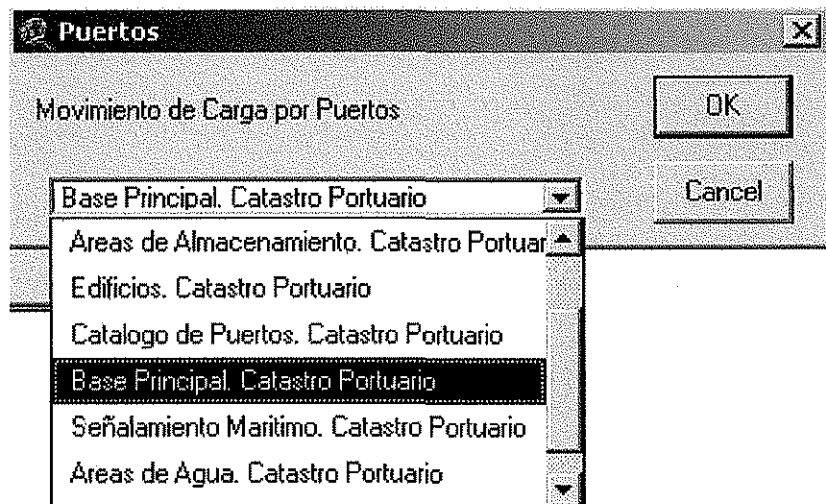 Puertos
Movimiento de Carga por Puertos
OK
Base Principal. Catastro Portuario
Cancel
Areas de Almacenamiento. Catastro Portuar
Edificios. Catastro Portuario
Catalogo de Puertos. Catastro Portuario
Base Principal. Catastro Portuario
Señalamiento Maritimo. Catastro Portuario
Areas de Agua. Catastro Portuario